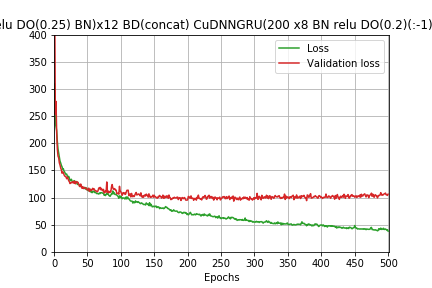 elu DO(0.25) BN)x12 BD(concat) CuDNNGRU(200 x8 BN relu DO(0.2)(:-1)
Loss
Validation loss
400
350
300
250
200
150
100
50
0
0 50 100 150 200 250 300 350 400 450 500
Epochs